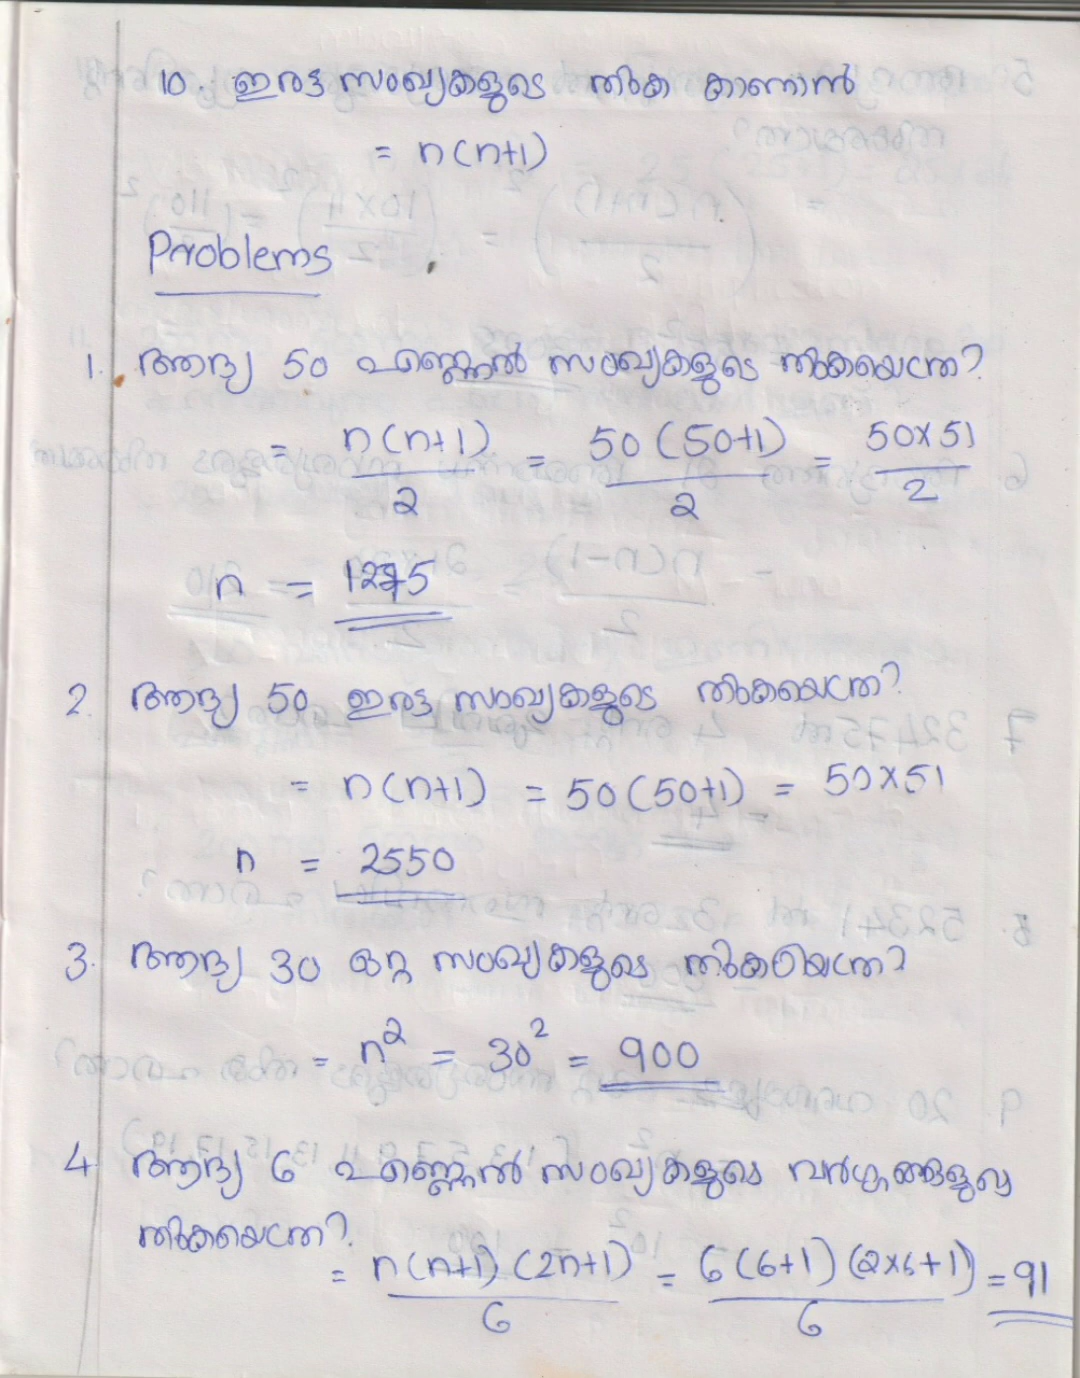 10. ഇരട്ട സംഖ്യകളുടെ തുക കാണാൻ
= n(n+1)
Problems
1. ആദ്യ 50 എണ്ണൽ സംഖ്യകളുടെ തുകയെന്ത?
= n(n+1)/2 = 50(50+1)/2 = 50×51/2
n = 1275
2. ആദ്യ 50 ഇരട്ട സംഖ്യകളുടെ തുകയെന്ത?
= n(n+1) = 50(50+1) = 50×51
n = 2550
3. ആദ്യ 30 ഒറ്റ സംഖ്യകളുടെ തുകയെന്ത?
= n² = 30² = 900
4 ആദ്യ 6 എണ്ണൽ സംഖ്യകളുടെ വർഗ്ഗങ്ങളുടെ
തുകയെന്ത?
= n(n+1)(2n+1)/6 = 6(6+1)(2×6+1)/6 = 91